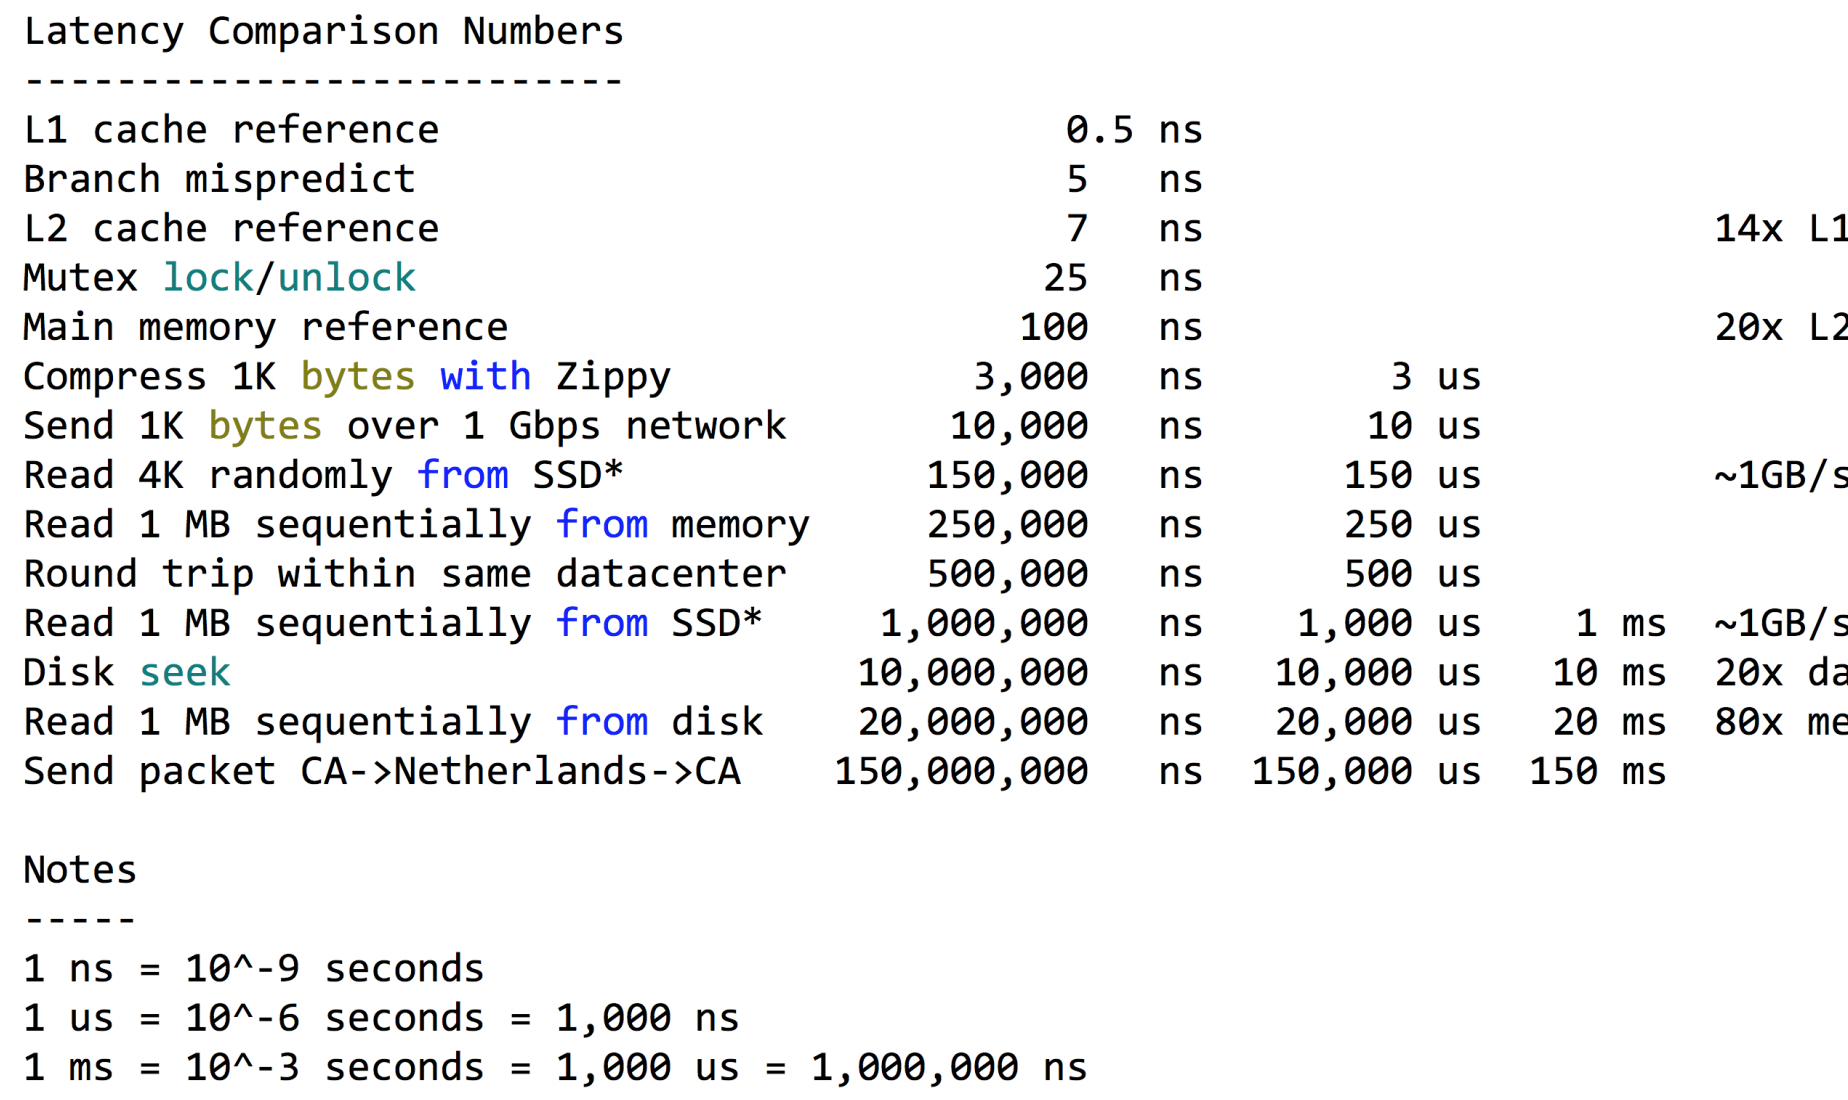 Latency Comparison Numbers
--------------------------
L1 cache reference 0.5 ns
Branch mispredict 5 ns
L2 cache reference 7 ns 14x L1
Mutex lock/unlock 25 ns
Main memory reference 100 ns 20x L2
Compress 1K bytes with Zippy 3,000 ns 3 us
Send 1K bytes over 1 Gbps network 10,000 ns 10 us
Read 4K randomly from SSD* 150,000 ns 150 us ~1GB/s
Read 1 MB sequentially from memory 250,000 ns 250 us
Round trip within same datacenter 500,000 ns 500 us
Read 1 MB sequentially from SSD* 1,000,000 ns 1,000 us 1 ms ~1GB/s
Disk seek 10,000,000 ns 10,000 us 10 ms 20x da
Read 1 MB sequentially from disk 20,000,000 ns 20,000 us 20 ms 80x me
Send packet CA->Netherlands->CA 150,000,000 ns 150,000 us 150 ms
Notes
-----
1 ns = 10^-9 seconds
1 us = 10^-6 seconds = 1,000 ns
1 ms = 10^-3 seconds = 1,000 us = 1,000,000 ns